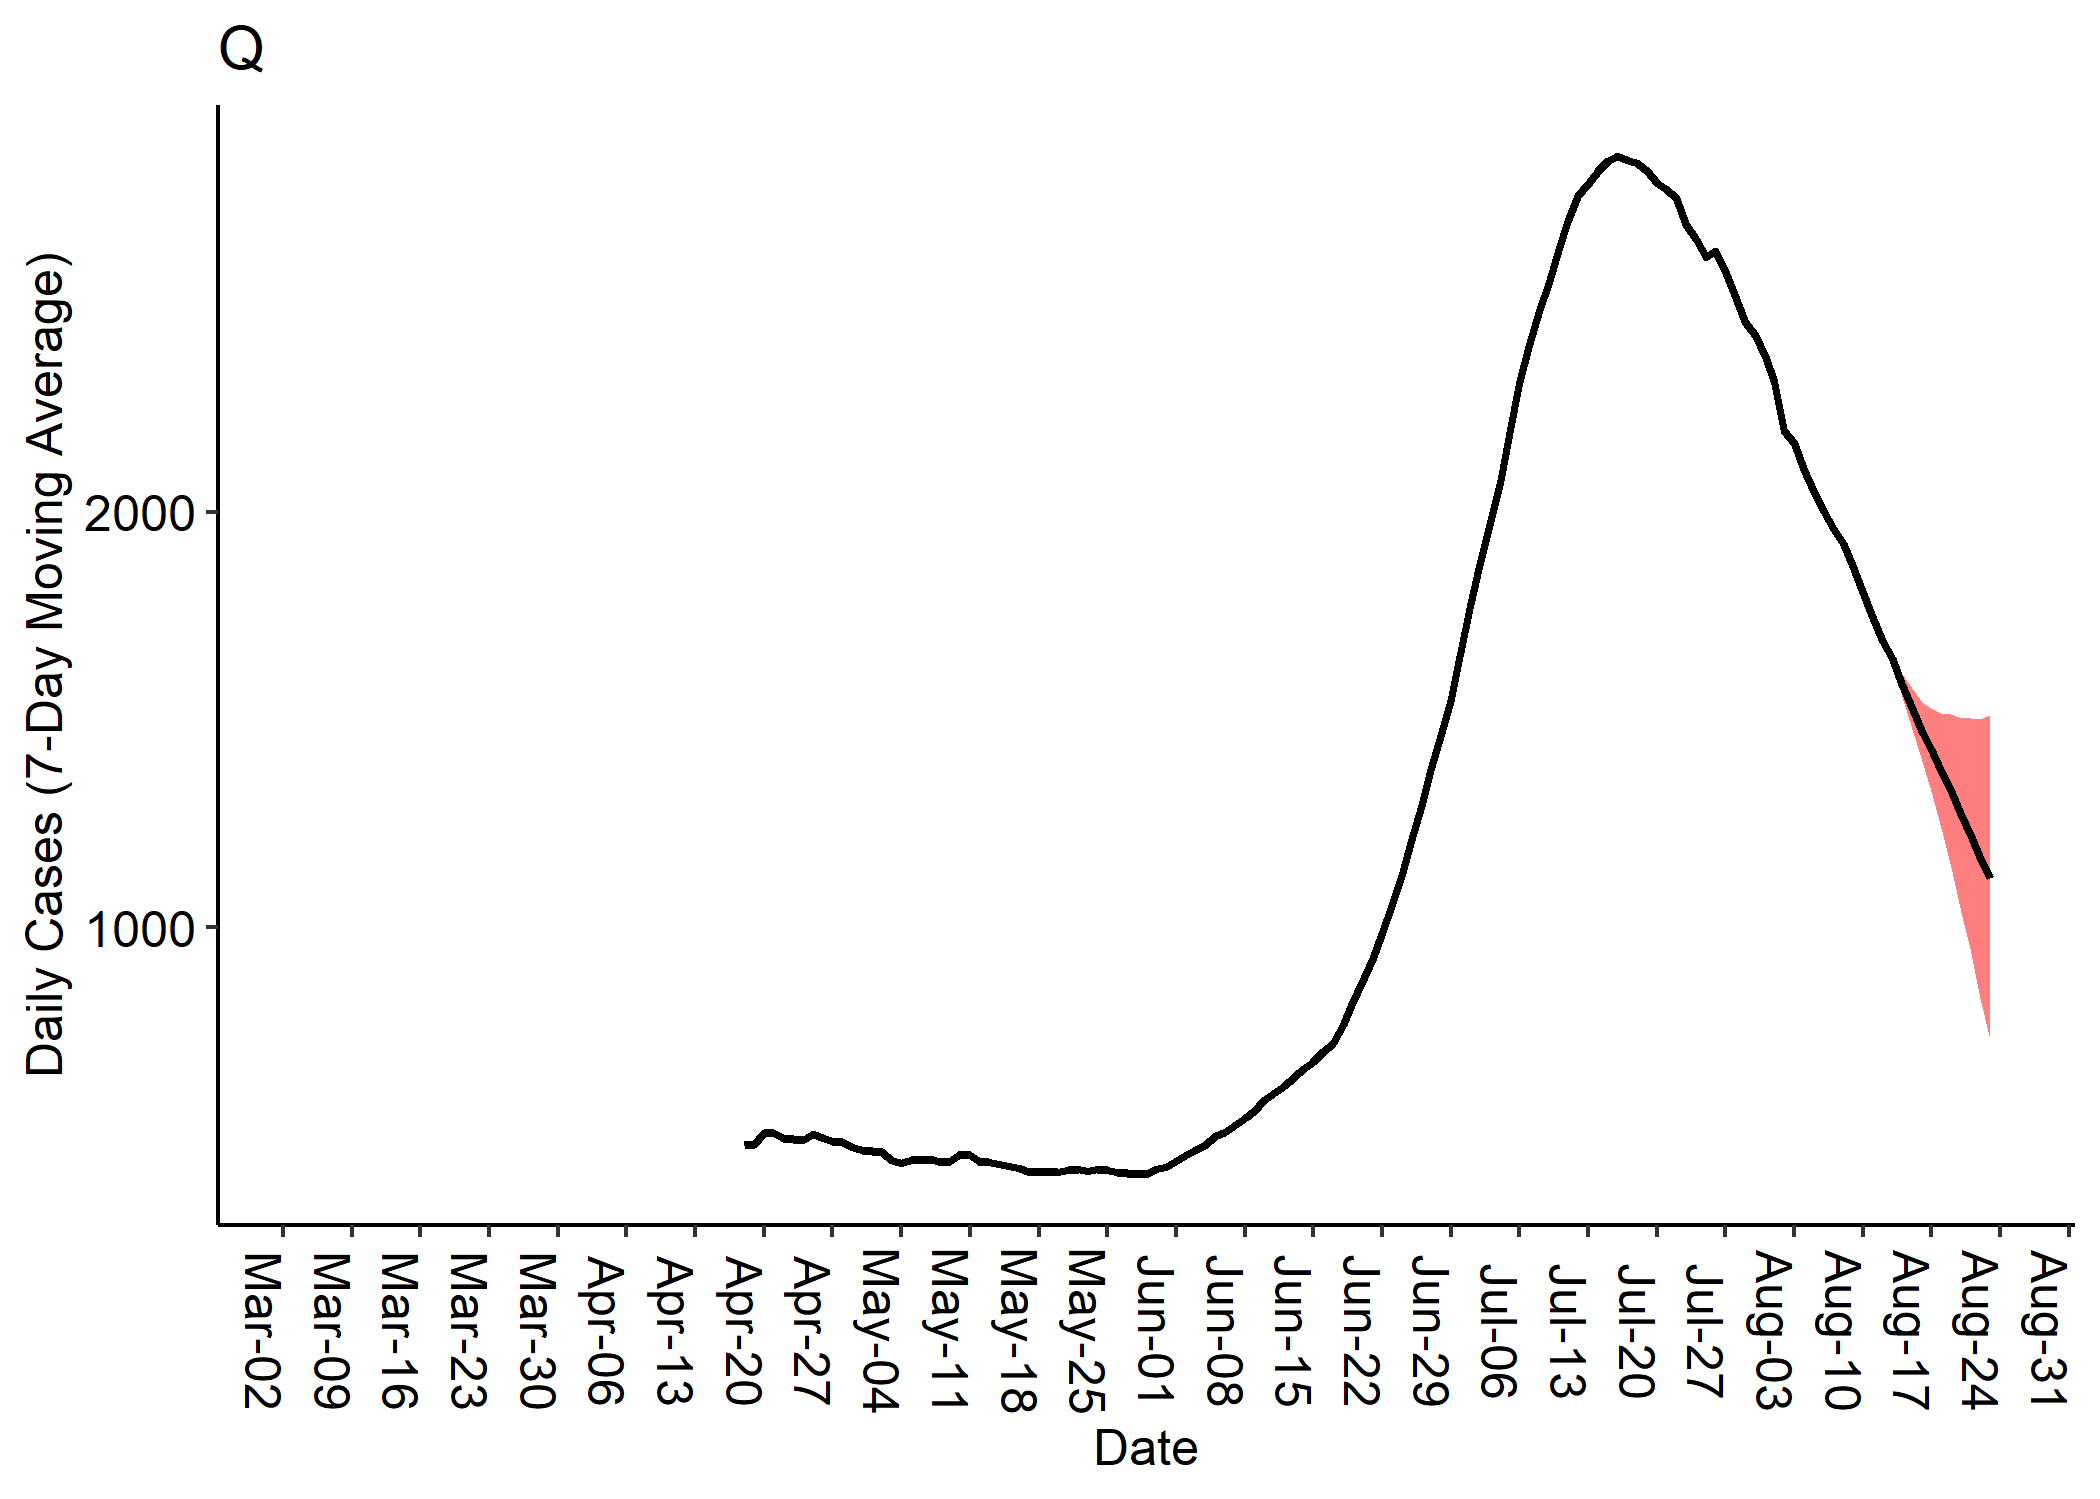 Q
Daily Cases (7-Day Moving Average)
2000
1000
Mar-02
Mar-09
Mar-16
Mar-23
Mar-30
Apr-06
Apr-13
Apr-20
Apr-27
May-04
May-11
May-18
May-25
Jun-01
Jun-08
Jun-15
Jun-22
Jun-29
Jul-06
Jul-13
Jul-20
Jul-27
Aug-03
Aug-10
Aug-17
Aug-24
Aug-31
Date